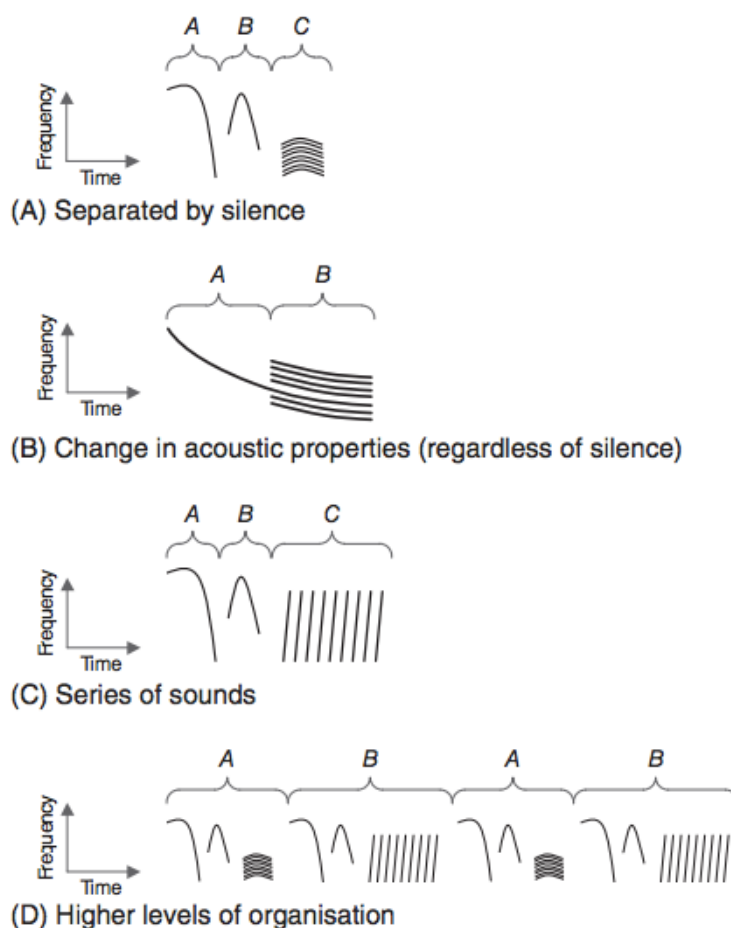 A B C
Frequency
Time
(A) Separated by silence
A B
Frequency
Time
(B) Change in acoustic properties (regardless of silence)
A B C
Frequency
Time
(C) Series of sounds
A B A B
Frequency
Time
(D) Higher levels of organisation